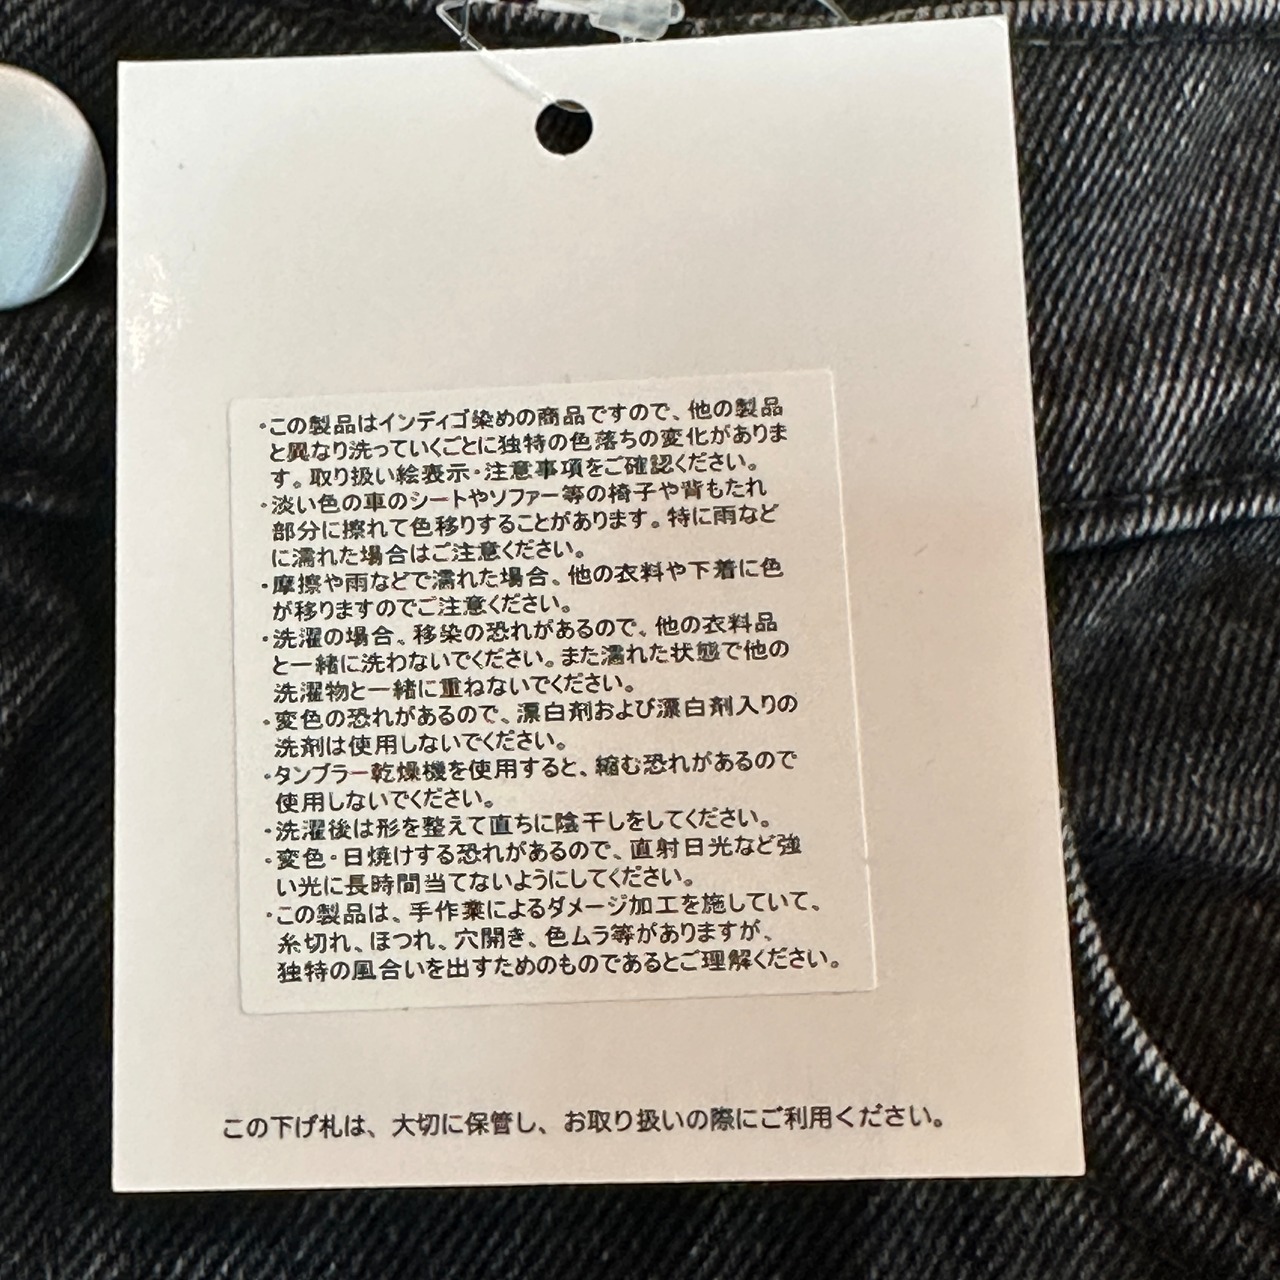 ・この製品はインディゴ染めの商品ですので、他の製品
と異なり洗っていくごとに独特の色落ちの変化がありま
す。取り扱い絵表示・注意事項をご確認ください。
・淡い色の車のシートやソファー等の椅子や背もたれ
部分に擦れて色移りすることがあります。特に雨など
に濡れた場合はご注意ください。
・摩擦や雨などで濡れた場合、他の衣料や下着に色
が移りますのでご注意ください。
・洗濯の場合、移染の恐れがあるので、他の衣料品
と一緒に洗わないでください。また濡れた状態で他の
洗濯物と一緒に重ねないでください。
・変色の恐れがあるので、漂白剤および漂白剤入りの
洗剤は使用しないでください。
・タンブラー乾燥機を使用すると、縮む恐れがあるので
使用しないでください。
・洗濯後は形を整えて直ちに陰干しをしてください。
・変色・日焼けする恐れがあるので、直射日光など強
い光に長時間当てないようにしてください。
・この製品は、手作業によるダメージ加工を施していて、
糸切れ、ほつれ、穴開き、色ムラ等がありますが、
独特の風合いを出すためのものであるとご理解ください。
この下げ札は、大切に保管し、お取り扱いの際にご利用ください。